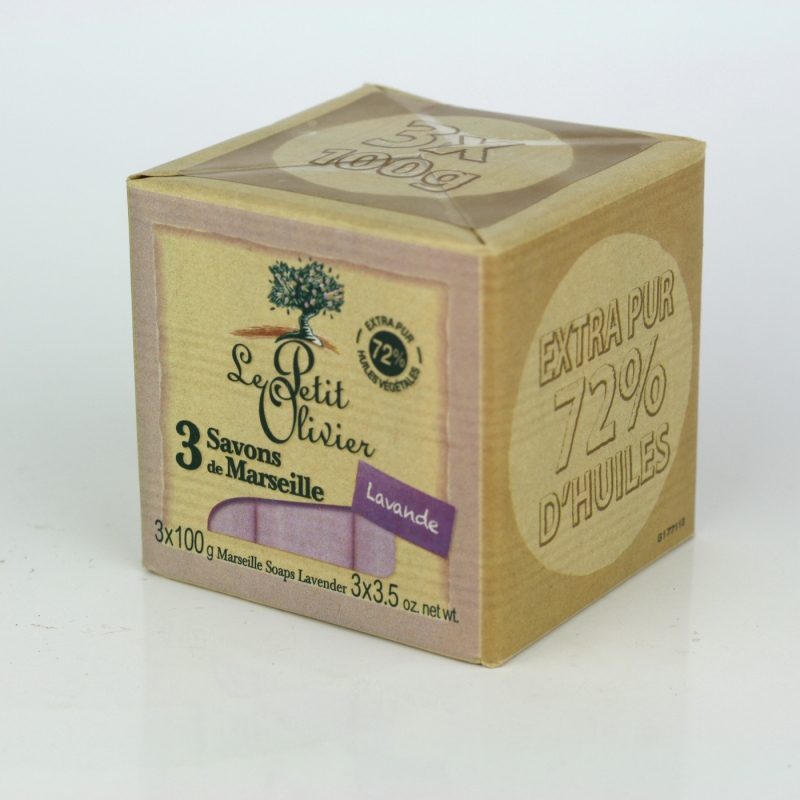 3X
100g
EXTRA PUR
72%
HUILES VÉGÉTALES
Le Petit
Olivier
3 Savons
de Marseille
Lavande
3x100 g Marseille Soaps Lavender 3x3.5 oz. net wt.
EXTRA PUR
72%
D'HUILES